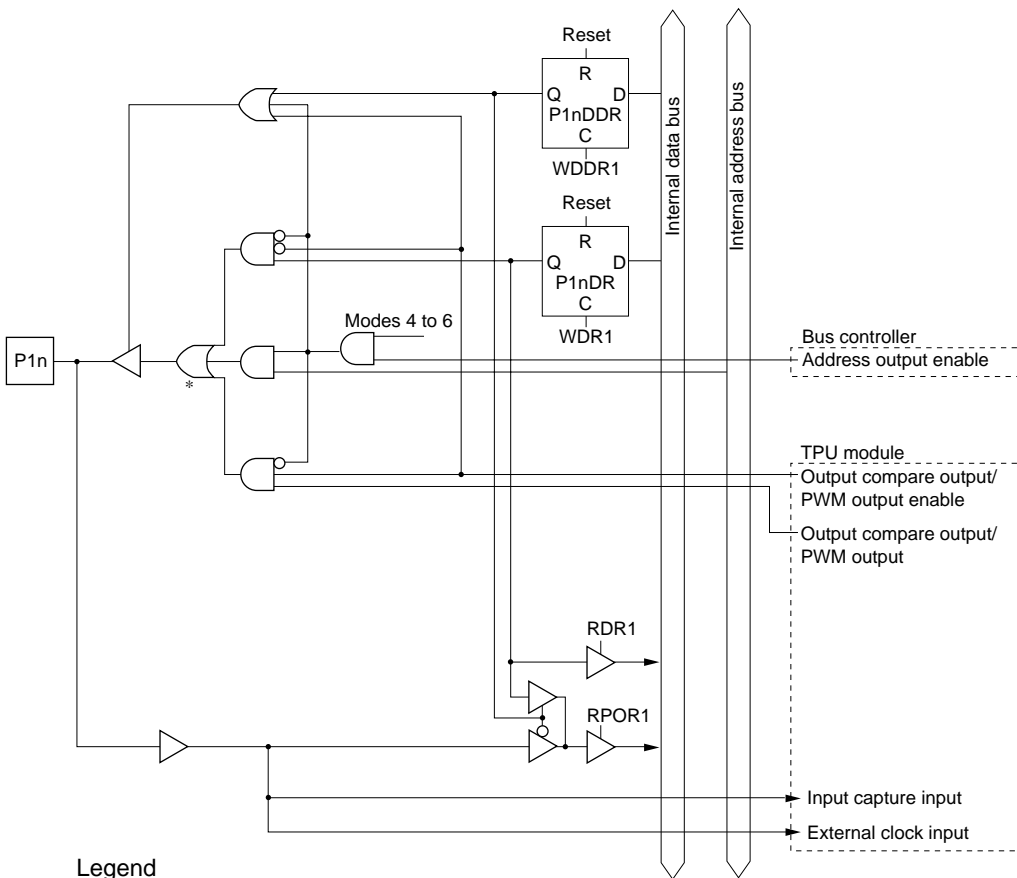 Reset
R
Q D
P1nDDR
C
WDDR1
Internal data bus
Internal address bus
Reset
R
Q D
P1nDR
C
WDR1
Modes 4 to 6
P1n
*
Bus controller
Address output enable
TPU module
Output compare output/
PWM output enable
Output compare output/
PWM output
RDR1
RPOR1
Input capture input
External clock input
Legend